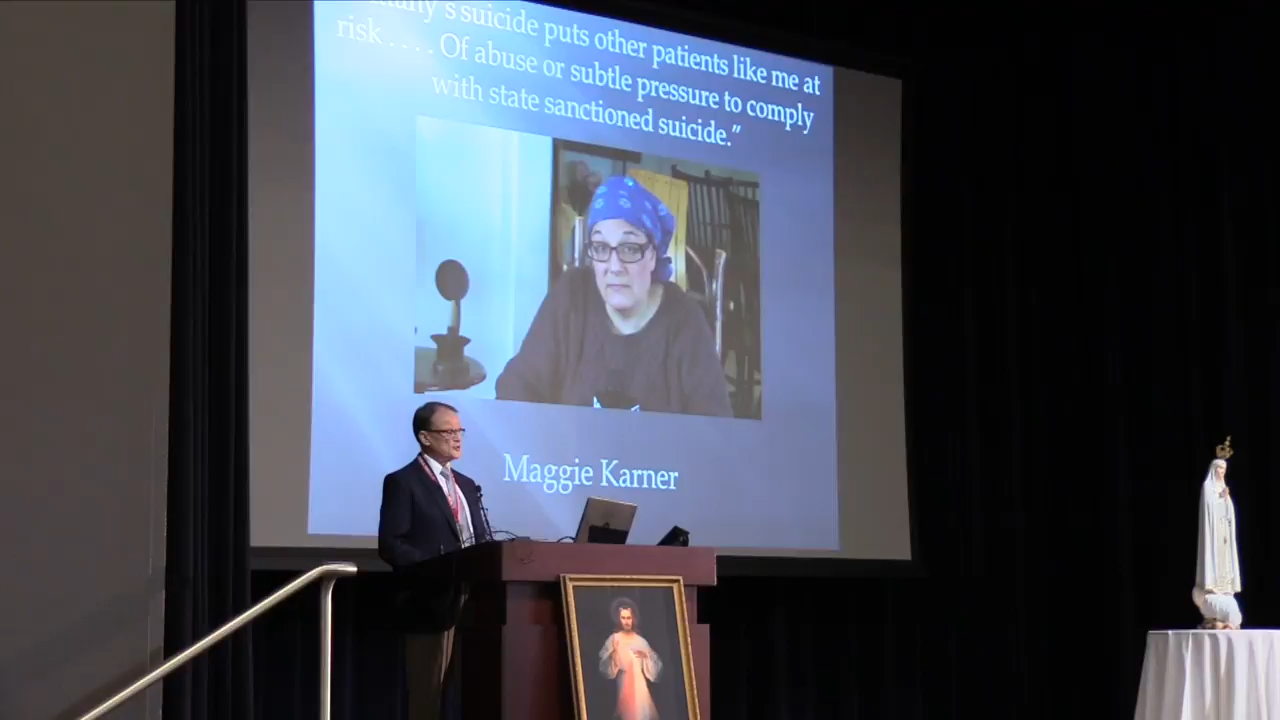 's suicide puts other patients like me at
risk . . . . Of abuse or subtle pressure to comply
with state sanctioned suicide.”
Maggie Karner